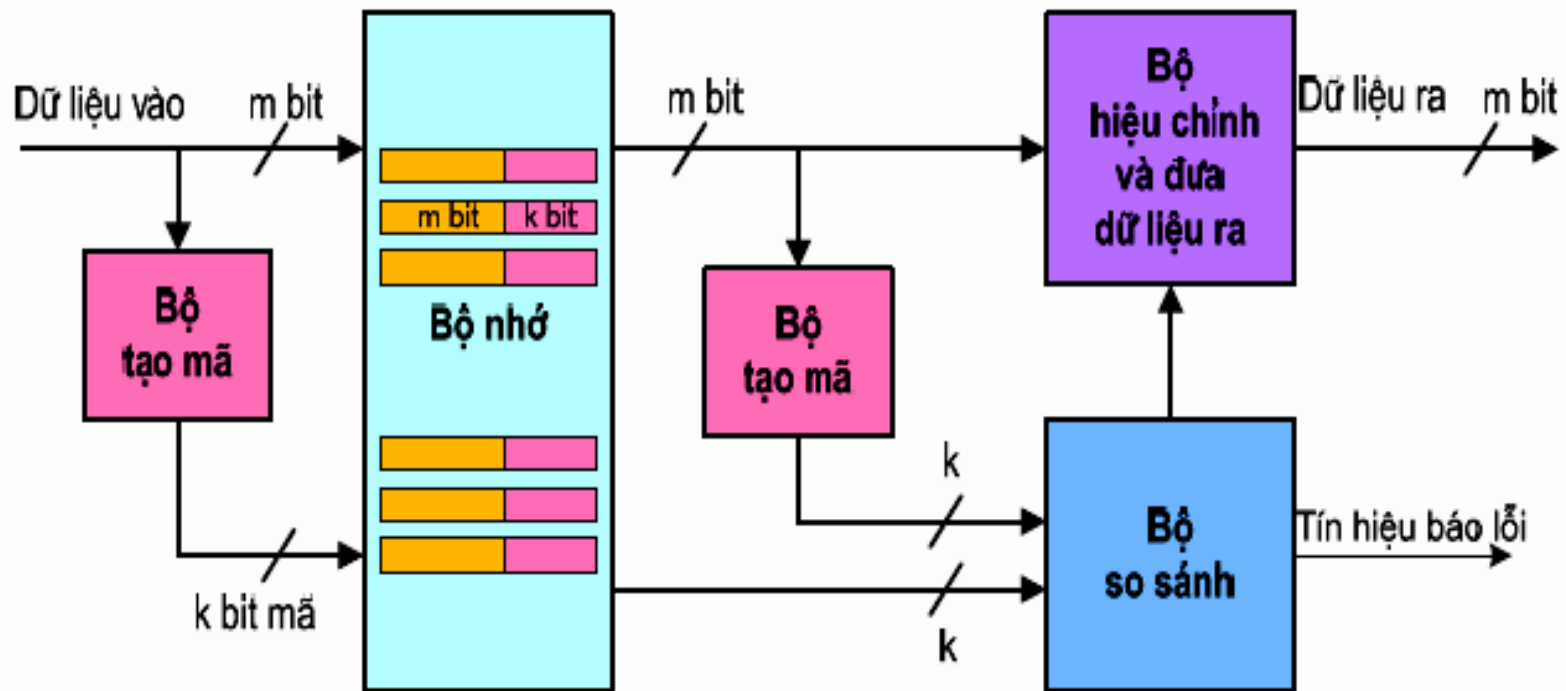 Dữ liệu vào
m bit
Bộ
tạo mã
k bit mã
m bit
k bit
Bộ nhớ
m bit
Bộ
tạo mã
k
k
Bộ
hiệu chỉnh
và đưa
dữ liệu ra
Dữ liệu ra
m bit
Bộ
so sánh
Tín hiệu báo lỗi